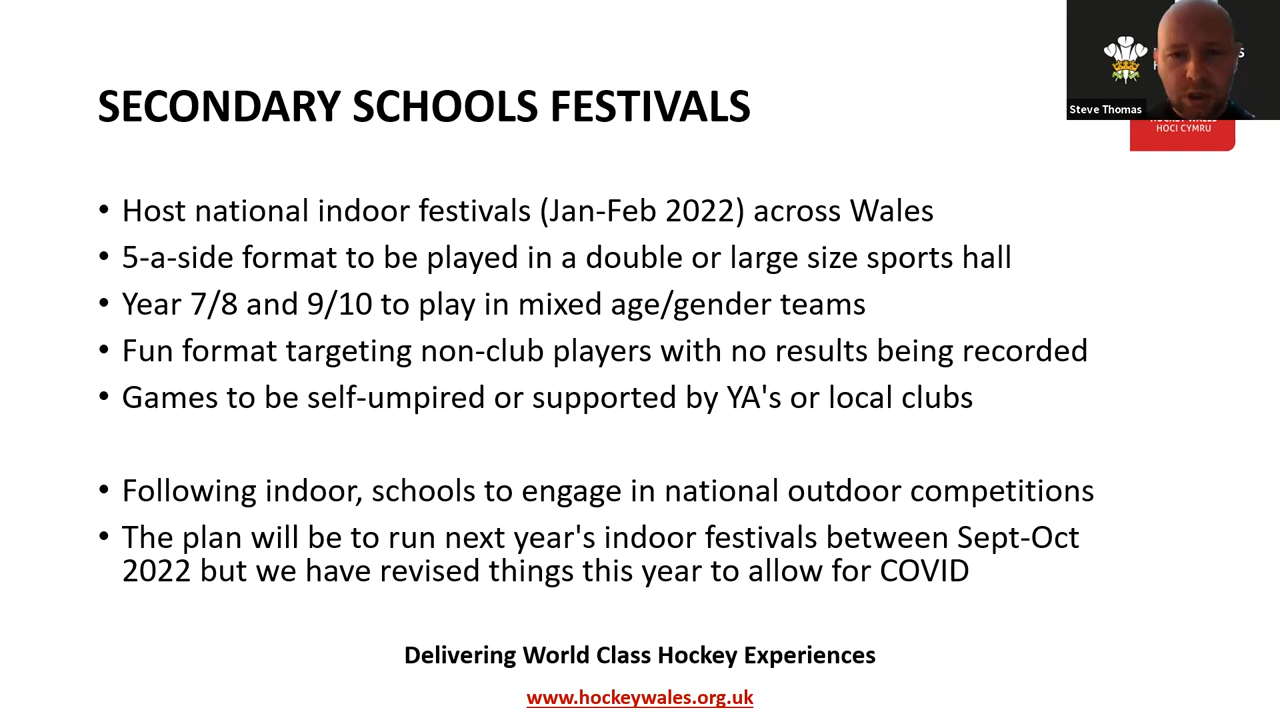 SECONDARY SCHOOLS FESTIVALS
Steve Thomas
HOCI CYMRU
• Host national indoor festivals (Jan-Feb 2022) across Wales
• 5-a-side format to be played in a double or large size sports hall
• Year 7/8 and 9/10 to play in mixed age/gender teams
• Fun format targeting non-club players with no results being recorded
• Games to be self-umpired or supported by YA's or local clubs
• Following indoor, schools to engage in national outdoor competitions
• The plan will be to run next year's indoor festivals between Sept-Oct
2022 but we have revised things this year to allow for COVID
Delivering World Class Hockey Experiences
www.hockeywales.org.uk